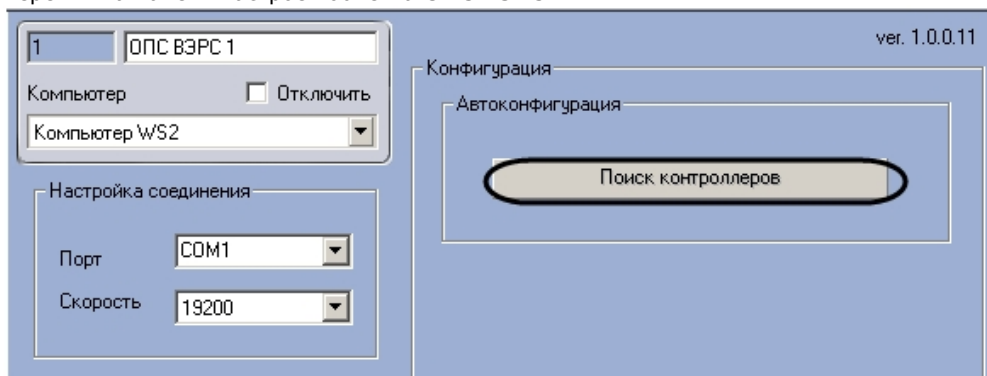 1 ОПС ВЭРС 1
ver. 1.0.0.11
Компьютер Отключить
Компьютер WS2
Конфигурация
Автоконфигурация
Поиск контроллеров
Настройка соединения
Порт COM1
Скорость 19200